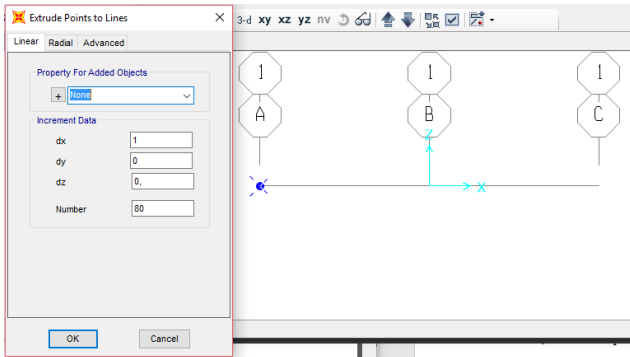 Extrude Points to Lines
3-d xy xz yz nv
Linear Radial Advanced
Property For Added Objects
+ None
Increment Data
dx 1
dy 0
dz 0,
Number 80
OK Cancel
1 1 1
A B C
Z
X